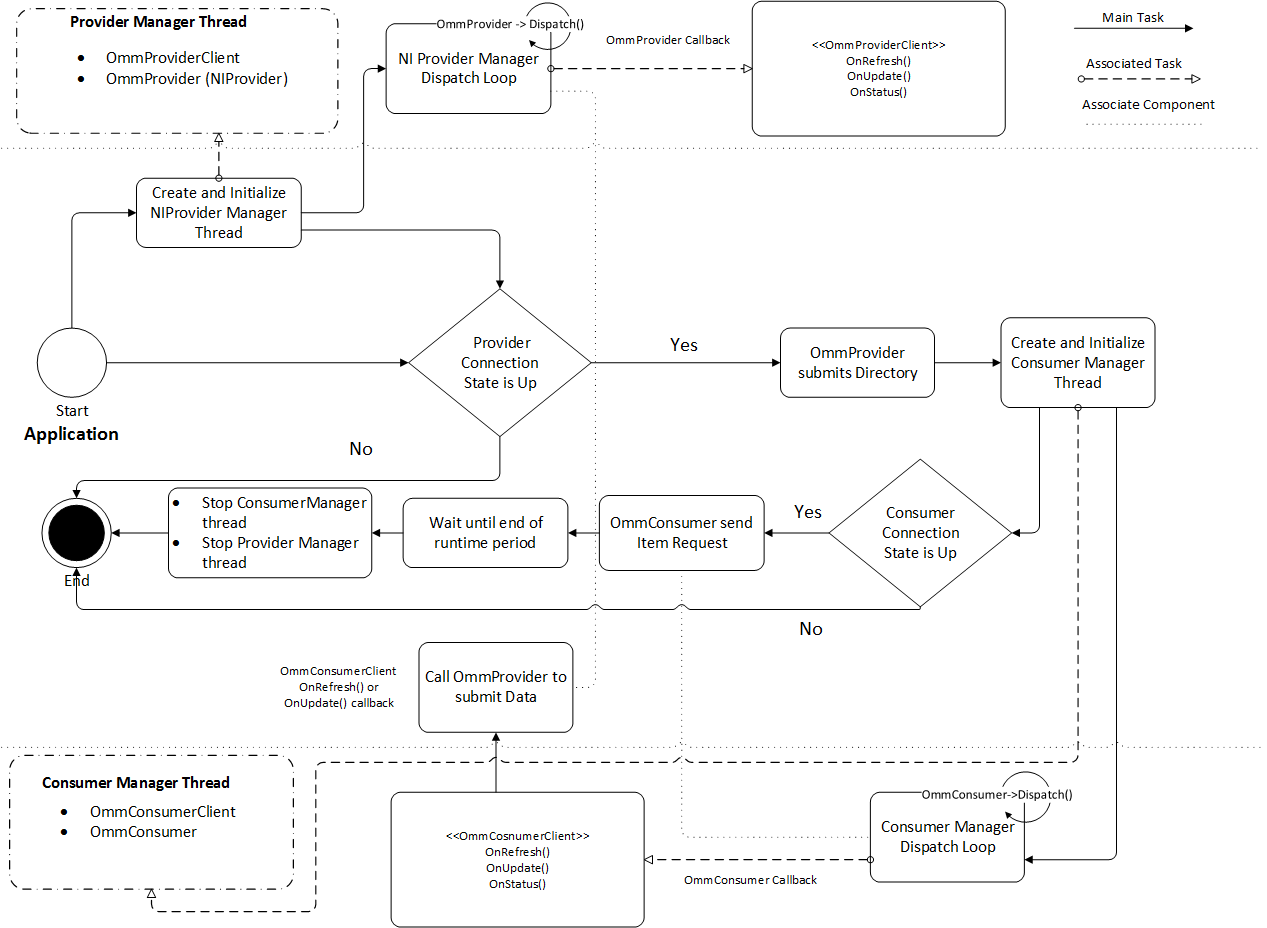 Provider Manager Thread
• OmmProviderClient
• OmmProvider (NIProvider)
OmmProvider -> Dispatch()
NI Provider Manager
Dispatch Loop
OmmProvider Callback
<<OmmProviderClient>>
OnRefresh()
OnUpdate()
OnStatus()
Main Task
Associated Task
Associate Component
Create and Initialize
NIProvider Manager
Thread
Start
Application
Provider
Connection
State is Up
Yes
OmmProvider
submits Directory
Create and Initialize
Consumer Manager
Thread
No
End
• Stop ConsumerManager
thread
• Stop Provider Manager
thread
Wait until end of
runtime period
OmmConsumer send
Item Request
Yes
Consumer
Connection
State is Up
No
OmmConsumerClient
OnRefresh() or
OnUpdate() callback
Call OmmProvider to
submit Data
Consumer Manager Thread
• OmmConsumerClient
• OmmConsumer
<<OmmCosnumerClient>>
OnRefresh()
OnUpdate()
OnStatus()
OmmConsumer Callback
OmmConsumer->Dispatch()
Consumer Manager
Dispatch Loop